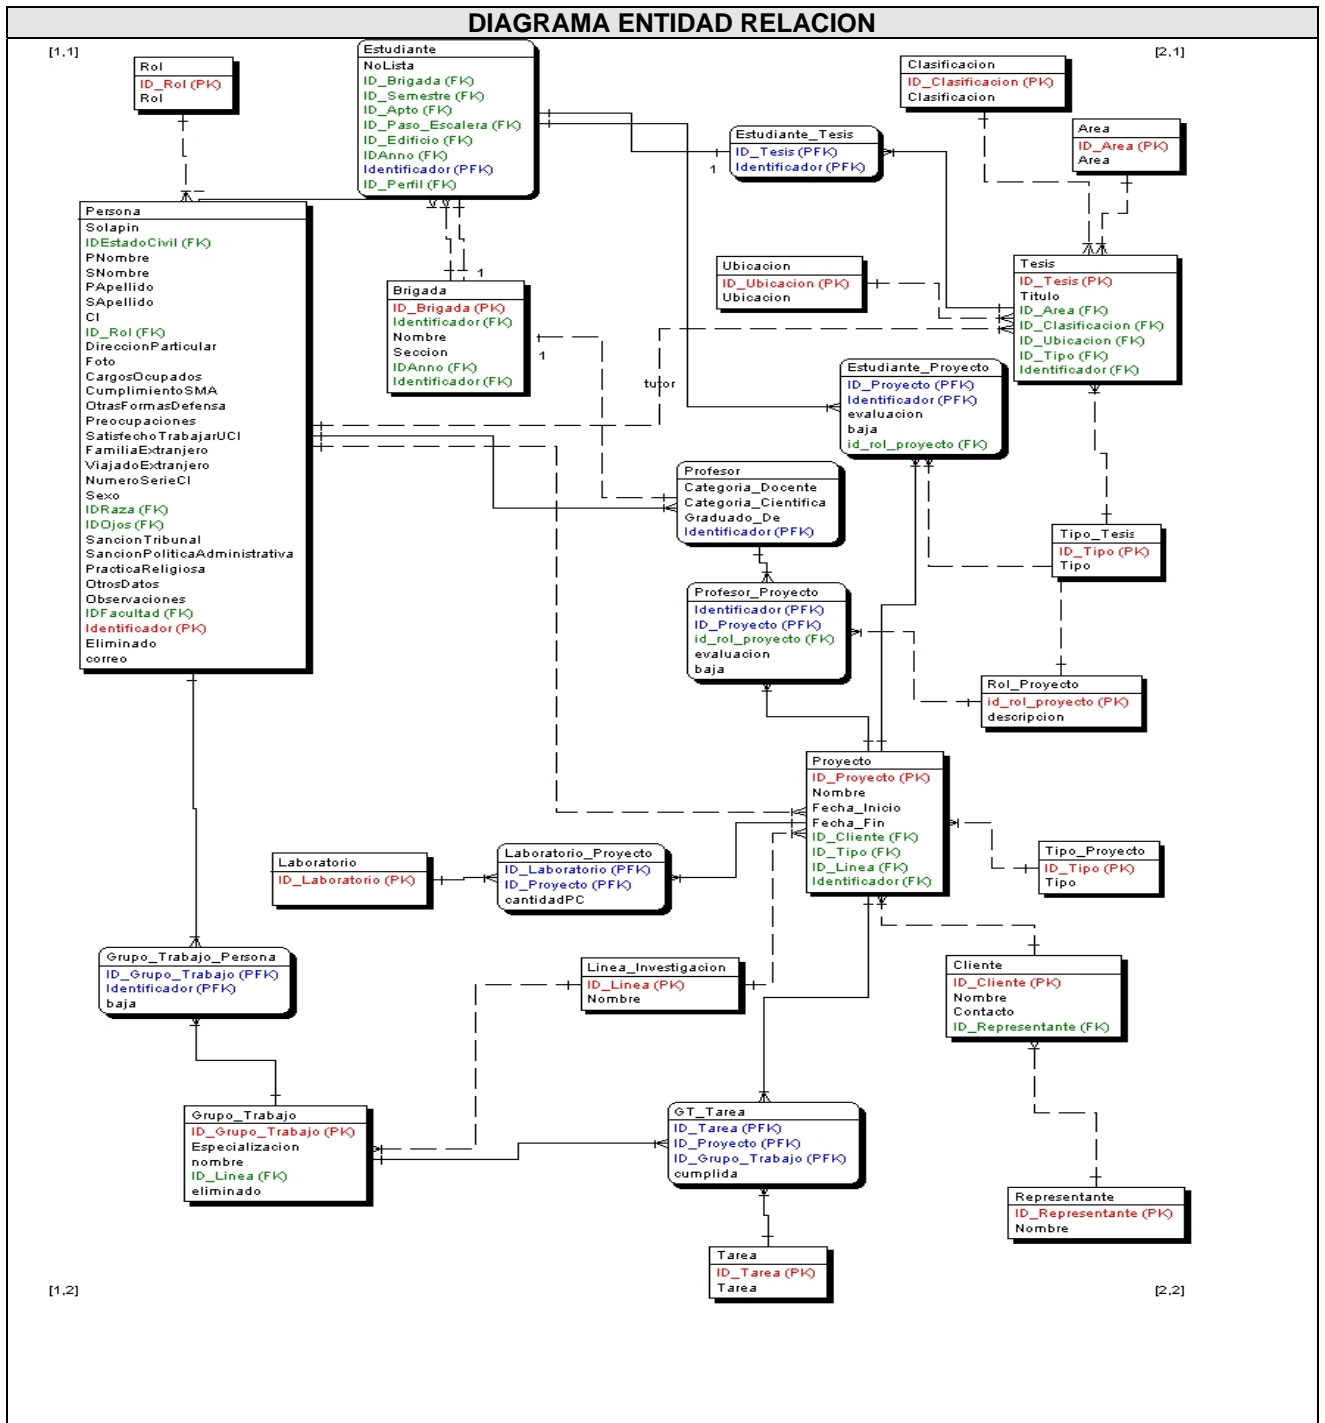 DIAGRAMA ENTIDAD RELACION
[1,1]
[2,1]
Rol
ID_Rol (PK)
Rol
Estudiante
NoLista
ID_Brigada (FK)
ID_Semestre (FK)
ID_Apto (FK)
ID_Paso_Escalera (FK)
ID_Edificio (FK)
IDAnno (FK)
Identificador (PFK)
ID_Perfil (FK)
Clasificacion
ID_Clasificacion (PK)
Clasificacion
Area
ID_Area (PK)
Area
Estudiante_Tesis
ID_Tesis (PFK)
Identificador (PFK)
1
Persona
Solapin
IDEstadoCivil (FK)
PNombre
SNombre
PApellido
SApellido
CI
ID_Rol (FK)
DireccionParticular
Foto
CargosOcupados
CumplimientoSMA
OtrasFormasDefensa
Preocupaciones
SatisfechoTrabajarUCI
FamiliaExtranjero
ViajadoExtranjero
NumeroSerieCI
Sexo
IDRaza (FK)
IDOjos (FK)
SancionTribunal
SancionPoliticaAdministrativa
PracticaReligiosa
OtrosDatos
Observaciones
IDFacultad (FK)
Identificador (PK)
Eliminado
correo
1
Brigada
ID_Brigada (PK)
Identificador (FK)
Nombre
Seccion
IDAnno (FK)
Identificador (FK)
1
Ubicacion
ID_Ubicacion (PK)
Ubicacion
Tesis
ID_Tesis (PK)
Titulo
ID_Area (FK)
ID_Clasificacion (FK)
ID_Ubicacion (FK)
ID_Tipo (FK)
Identificador (FK)
tutor
Estudiante_Proyecto
ID_Proyecto (PFK)
Identificador (PFK)
evaluacion
baja
id_rol_proyecto (FK)
Profesor
Categoria_Docente
Categoria_Cientifica
Graduado_De
Identificador (PFK)
Tipo_Tesis
ID_Tipo (PK)
Tipo
Profesor_Proyecto
Identificador (PFK)
ID_Proyecto (PFK)
id_rol_proyecto (FK)
evaluacion
baja
Rol_Proyecto
id_rol_proyecto (PK)
descripcion
Proyecto
ID_Proyecto (PK)
Nombre
Fecha_Inicio
Fecha_Fin
ID_Cliente (FK)
ID_Tipo (FK)
ID_Linea (FK)
Identificador (FK)
Tipo_Proyecto
ID_Tipo (PK)
Tipo
Laboratorio
ID_Laboratorio (PK)
Laboratorio_Proyecto
ID_Laboratorio (PFK)
ID_Proyecto (PFK)
cantidadPC
Grupo_Trabajo_Persona
ID_Grupo_Trabajo (PFK)
Identificador (PFK)
baja
Linea_Investigacion
ID_Linea (PK)
Nombre
Cliente
ID_Cliente (PK)
Nombre
Contacto
ID_Representante (FK)
Grupo_Trabajo
ID_Grupo_Trabajo (PK)
Especializacion
nombre
ID_Linea (FK)
eliminado
GT_Tarea
ID_Tarea (PFK)
ID_Proyecto (PFK)
ID_Grupo_Trabajo (PFK)
cumplida
Representante
ID_Representante (PK)
Nombre
Tarea
ID_Tarea (PK)
Tarea
[1,2]
[2,2]